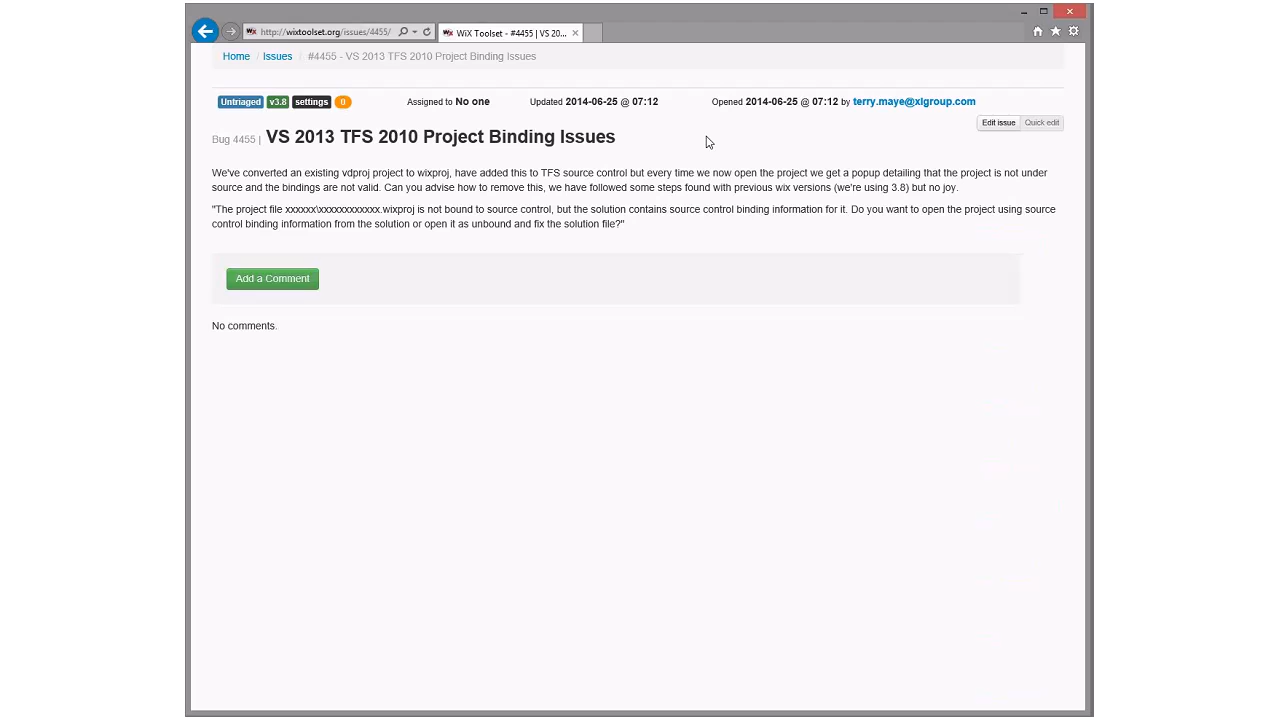 http://wixtoolset.org/issues/4455/
WiX Toolset - #4455 | VS 20...
Home / Issues / #4455 - VS 2013 TFS 2010 Project Binding Issues
Untriaged v3.8 settings 0 Assigned to No one Updated 2014-06-25 @ 07:12 Opened 2014-06-25 @ 07:12 by terry.maye@xlgroup.com
Edit issue Quick edit
Bug 4455 | VS 2013 TFS 2010 Project Binding Issues
We've converted an existing vdproj project to wixproj, have added this to TFS source control but every time we now open the project we get a popup detailing that the project is not under
source and the bindings are not valid. Can you advise how to remove this, we have followed some steps found with previous wix versions (we're using 3.8) but no joy.
"The project file xxxxxx\xxxxxxxxxxxx.wixproj is not bound to source control, but the solution contains source control binding information for it. Do you want to open the project using source
control binding information from the solution or open it as unbound and fix the solution file?"
Add a Comment
No comments.